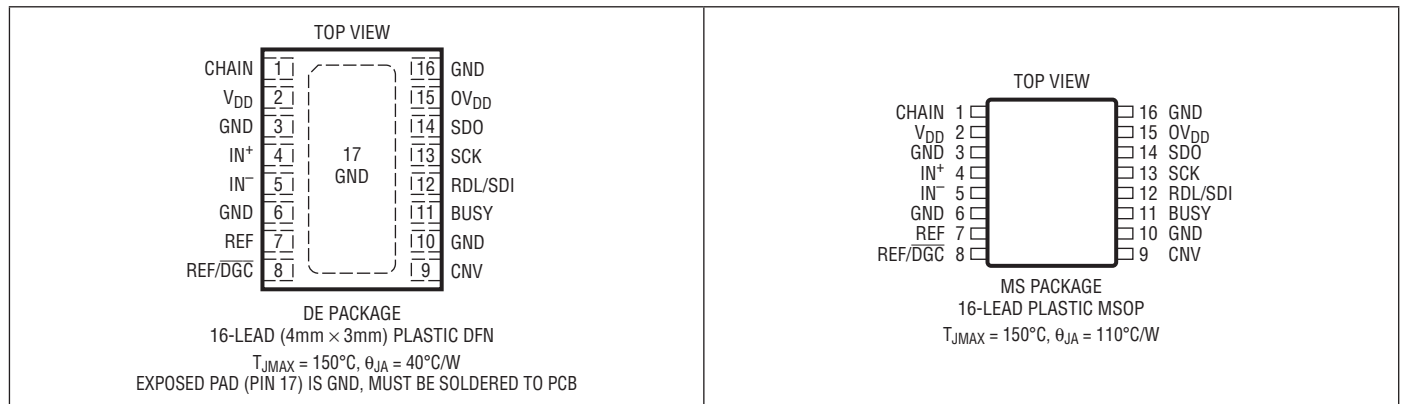 TOP VIEW
CHAIN 1 16 GND
VDD 2 15 OVDD
GND 3 14 SDO
IN+ 4 13 SCK
IN– 5 12 RDL/SDI
GND 6 11 BUSY
REF 7 10 GND
REF/DGC 8 9 CNV
17
GND
DE PACKAGE
16-LEAD (4mm × 3mm) PLASTIC DFN
TJMAX = 150°C, θJA = 40°C/W
EXPOSED PAD (PIN 17) IS GND, MUST BE SOLDERED TO PCB
TOP VIEW
CHAIN 1 16 GND
VDD 2 15 OVDD
GND 3 14 SDO
IN+ 4 13 SCK
IN– 5 12 RDL/SDI
GND 6 11 BUSY
REF 7 10 GND
REF/DGC 8 9 CNV
MS PACKAGE
16-LEAD PLASTIC MSOP
TJMAX = 150°C, θJA = 110°C/W